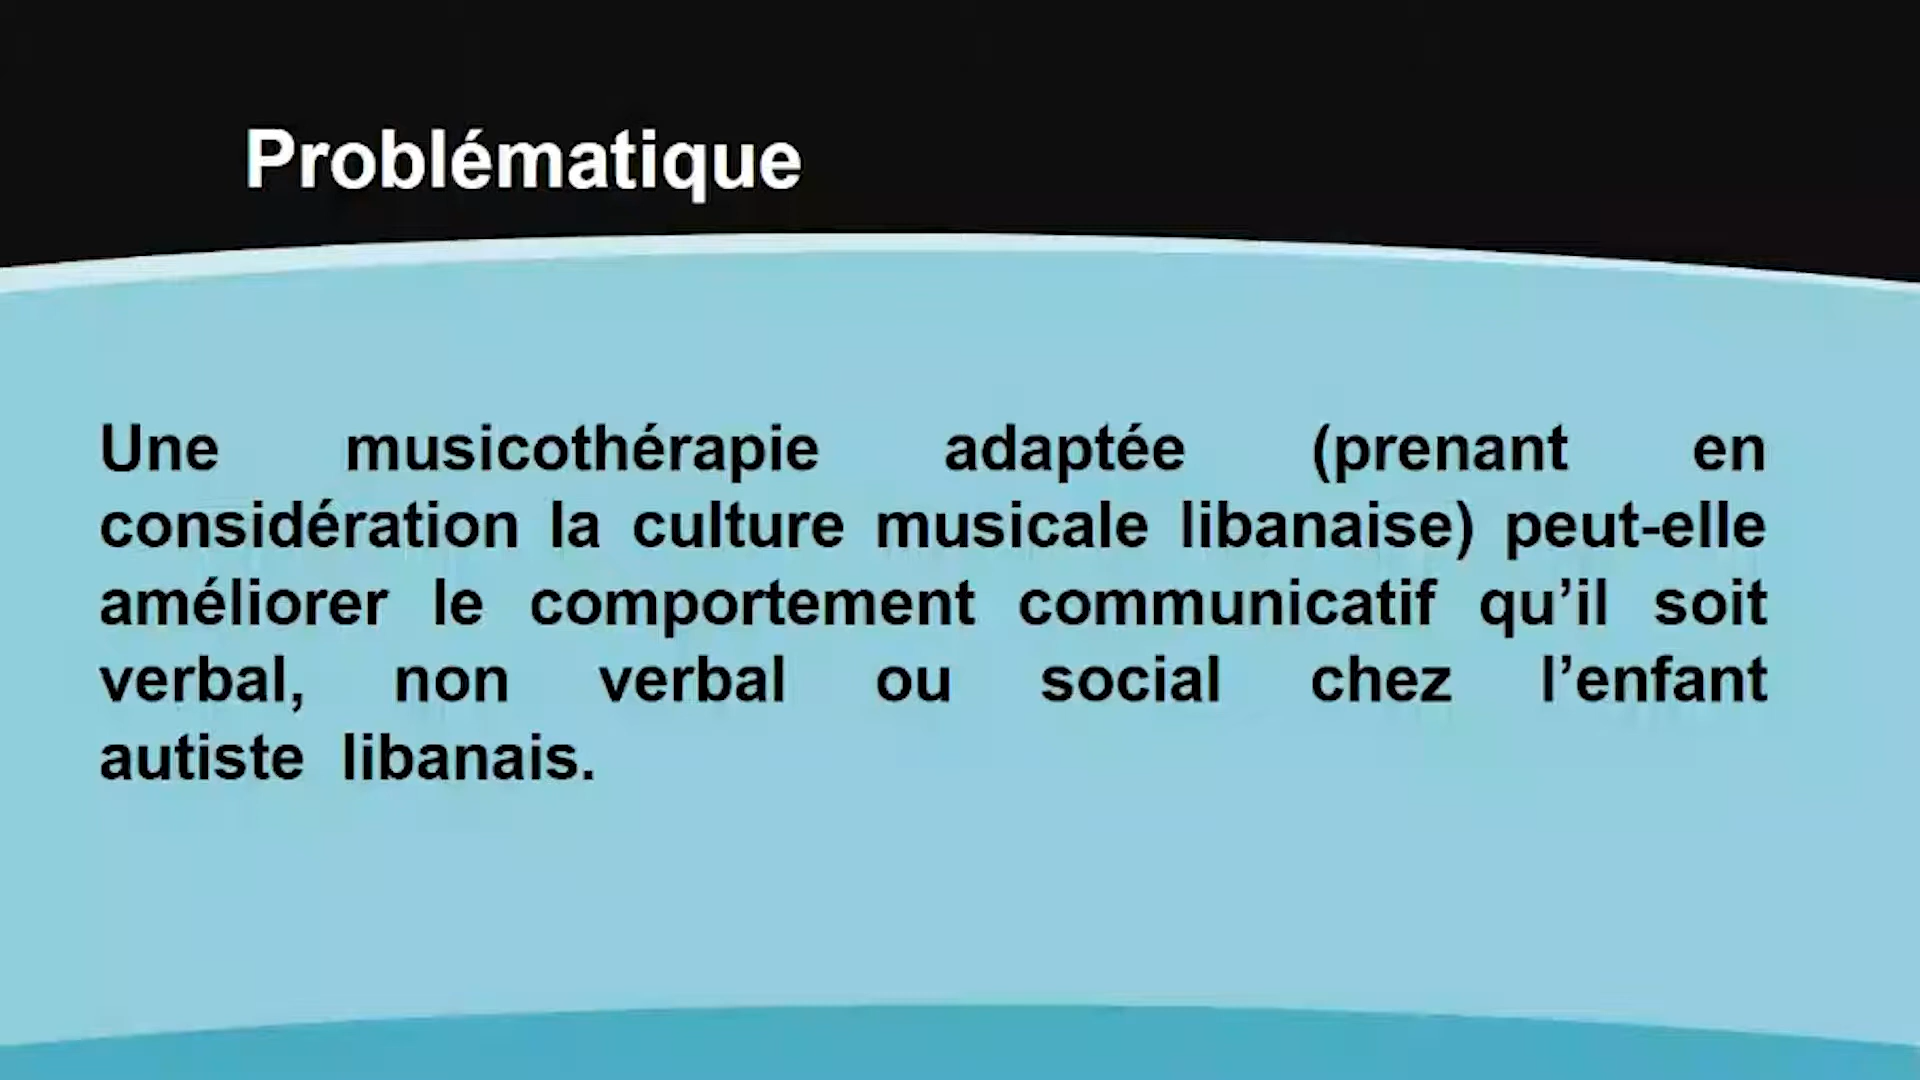 Problématique
Une musicothérapie adaptée (prenant en
considération la culture musicale libanaise) peut-elle
améliorer le comportement communicatif qu’il soit
verbal, non verbal ou social chez l’enfant
autiste libanais.